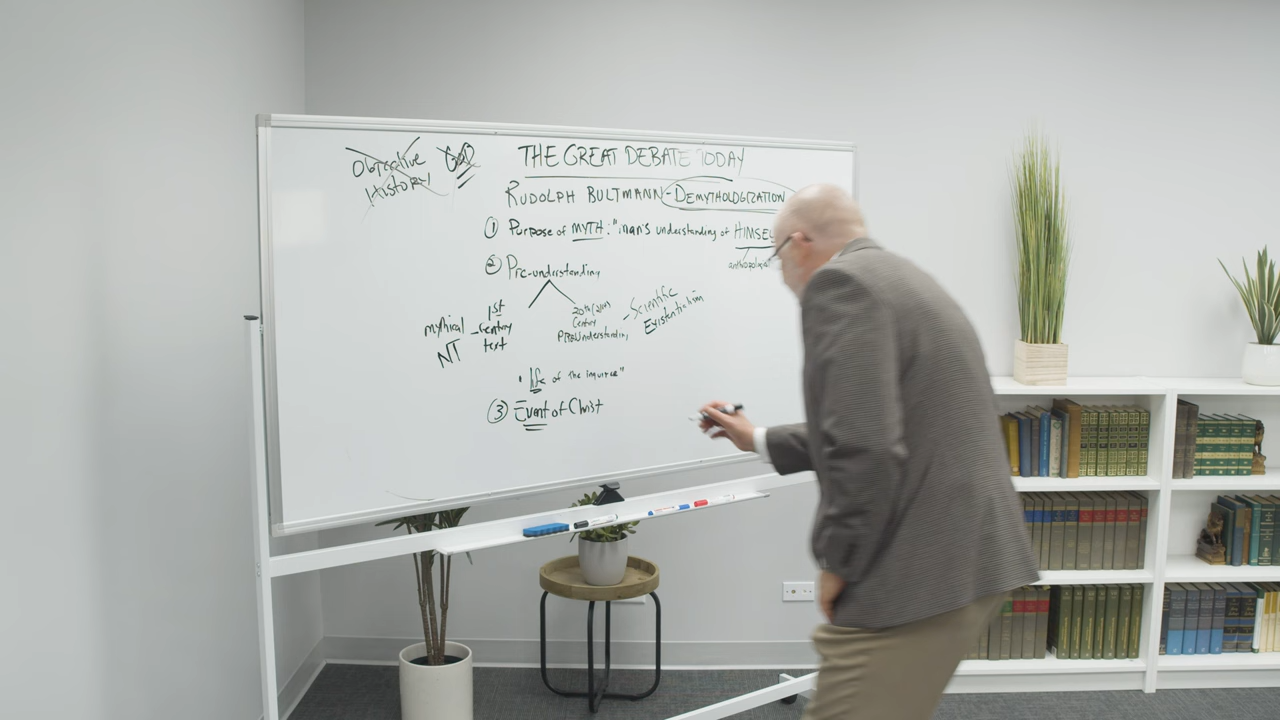 Objective
History
GOD
THE GREAT DEBATE TODAY
RUDOLPH BULTMANN - DEMYTHOLOGIZATION
① Purpose of MYTH: "man's understanding of HIMSEL
② Pre-understanding
mythical
NT
- 1st
Century
text
20th/21st
Century
PREUnderstanding
- Scientific
Existentialism
"life of the inquirer"
③ Event of Christ